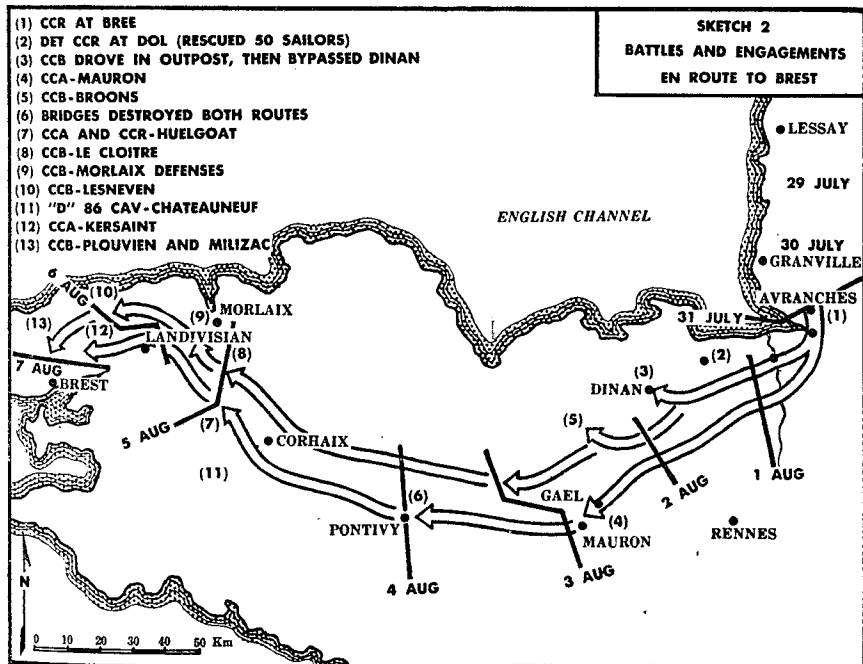 (1) CCR AT BREE
(2) DET CCR AT DOL (RESCUED 50 SAILORS)
(3) CCB DROVE IN OUTPOST, THEN BYPASSED DINAN
(4) CCA-MAURON
(5) CCB-BROONS
(6) BRIDGES DESTROYED BOTH ROUTES
(7) CCA AND CCR-HUELGOAT
(8) CCB-LE CLOITRE
(9) CCB-MORLAIX DEFENSES
(10) CCB-LESNEVEN
(11) "D" 86 CAV-CHATEAUNEUF
(12) CCA-KERSAINT
(13) CCB-PLOUVIEN AND MILIZAC
SKETCH 2
BATTLES AND ENGAGEMENTS
EN ROUTE TO BREST
LESSAY
29 JULY
ENGLISH CHANNEL
30 JULY
GRANVILLE
AVRANCHES
31 JULY
(1)
6 AUG
(10)
MORLAIX
(9)
(13)
(12)
LANDIVISIAN
(8)
7 AUG
BREST
(2)
(3)
DINAN
5 AUG
(7)
CORHAIX
(5)
1 AUG
(11)
2 AUG
(6)
GAEL
(4)
PONTIVY
MAURON
RENNES
4 AUG
3 AUG
N
0 10 20 30 40 50 Km